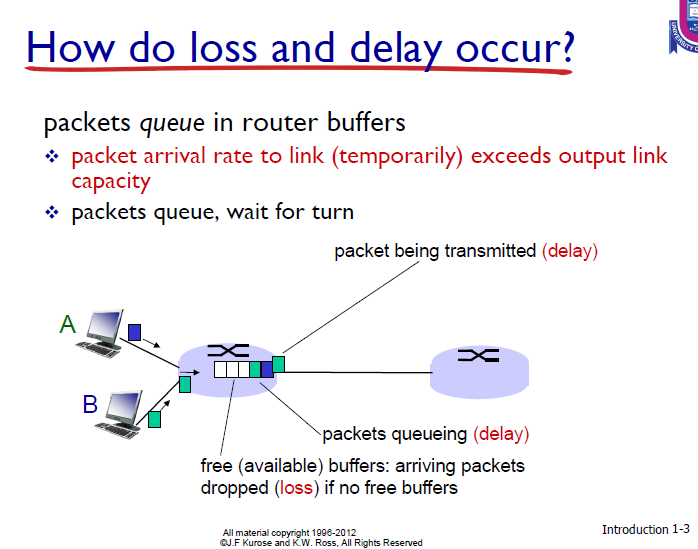 How do loss and delay occur?
packets queue in router buffers
❖ packet arrival rate to link (temporarily) exceeds output link
capacity
❖ packets queue, wait for turn
packet being transmitted (delay)
A
B
packets queueing (delay)
free (available) buffers: arriving packets
dropped (loss) if no free buffers
All material copyright 1996-2012
©J.F Kurose and K.W. Ross, All Rights Reserved
Introduction 1-3